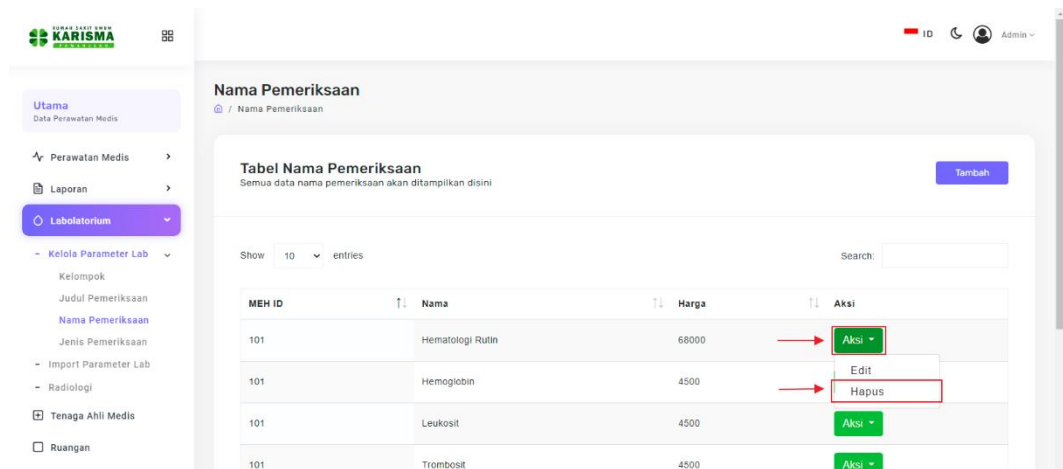 RUMAH SAKIT UMUM
KARISMA
ID
Admin
Utama
Data Perawatan Medis
Perawatan Medis
Laporan
Labolatorium
- Kelola Parameter Lab
Kelompok
Judul Pemeriksaan
Nama Pemeriksaan
Jenis Pemeriksaan
- Import Parameter Lab
- Radiologi
Tenaga Ahli Medis
Ruangan
Nama Pemeriksaan
/ Nama Pemeriksaan
Tabel Nama Pemeriksaan
Semua data nama pemeriksaan akan ditampilkan disini
Tambah
Show 10 entries
Search:
MEH ID Nama Harga Aksi
101 Hematologi Rutin 68000 Aksi
Edit
101 Hemoglobin 4500
Hapus
101 Leukosit 4500 Aksi
101 Trombosit 4500 Aksi